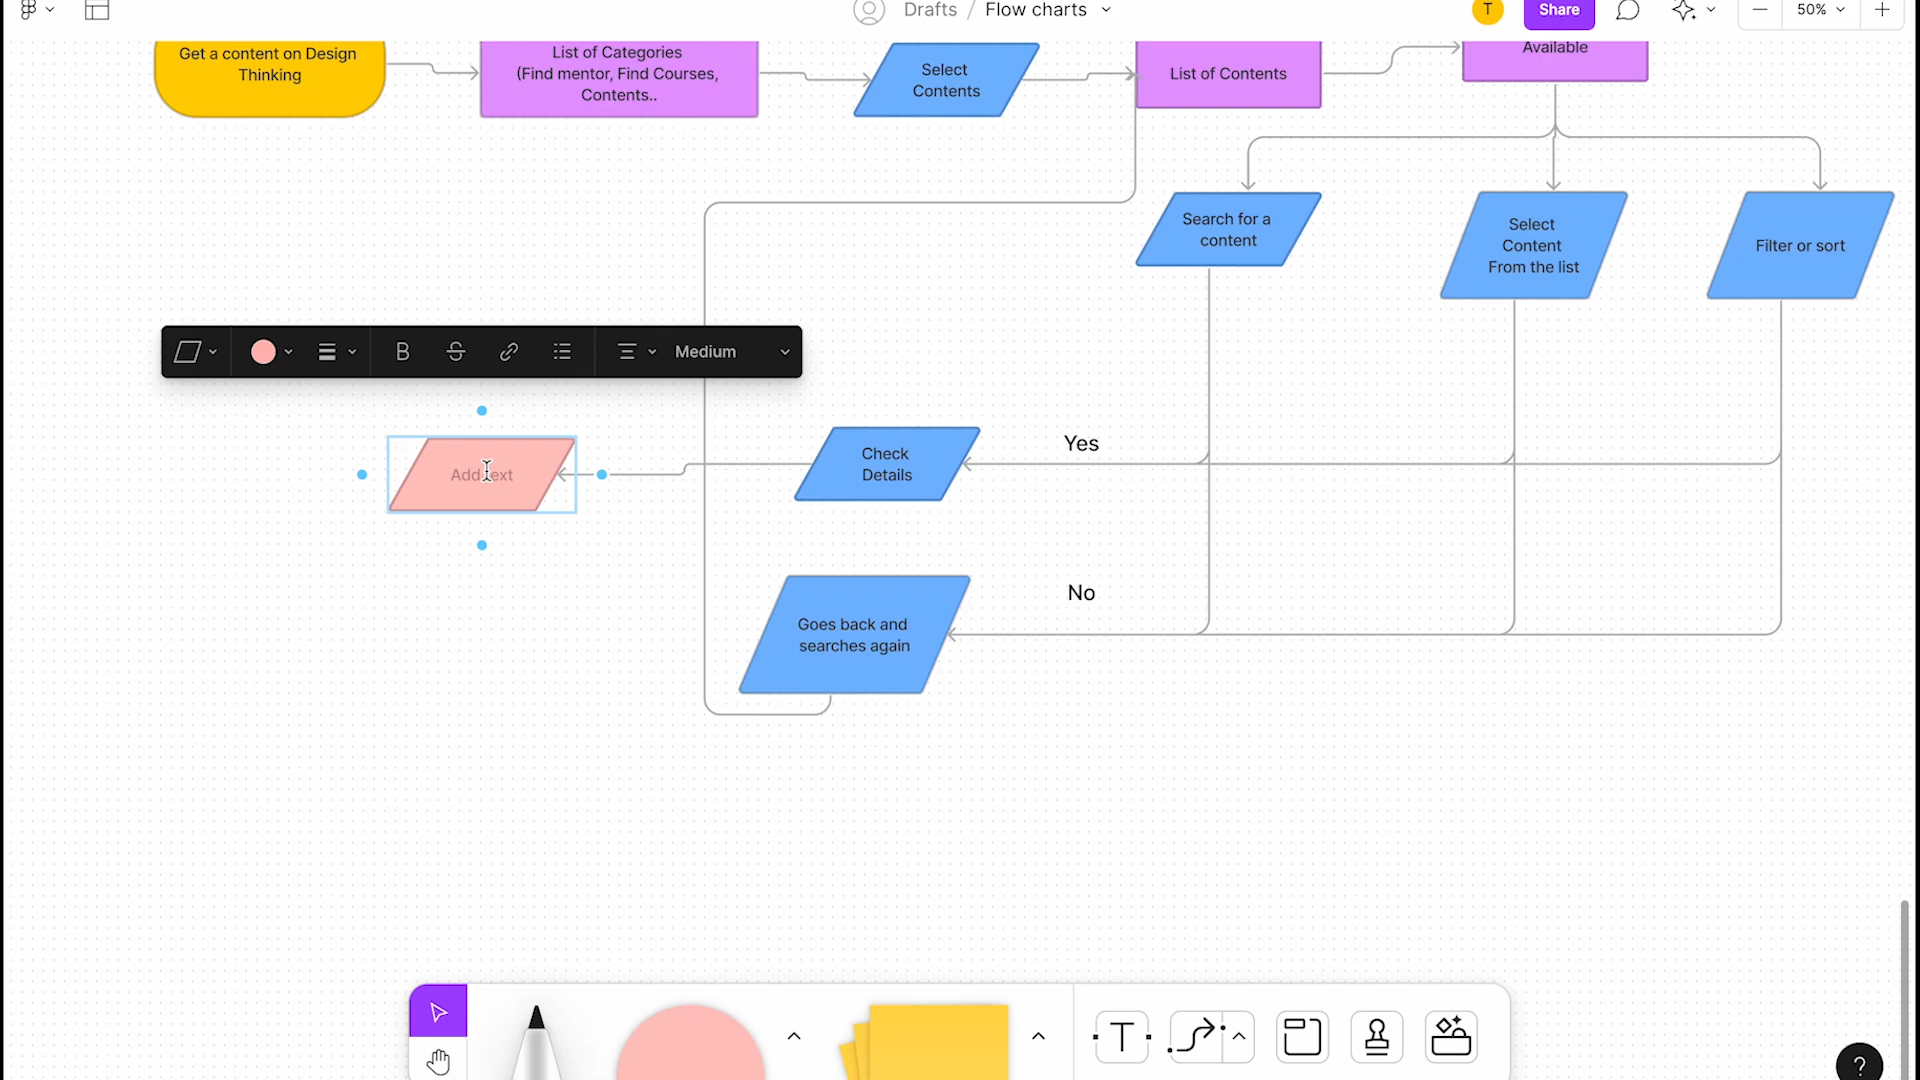 Drafts / Flow charts
T
Share
50%
Get a content on Design
Thinking
List of Categories
(Find mentor, Find Courses,
Contents..
Select
Contents
List of Contents
Available
Search for a
content
Select
Content
From the list
Filter or sort
B
S
Medium
Add text
Check
Details
Yes
No
Goes back and
searches again
T
?